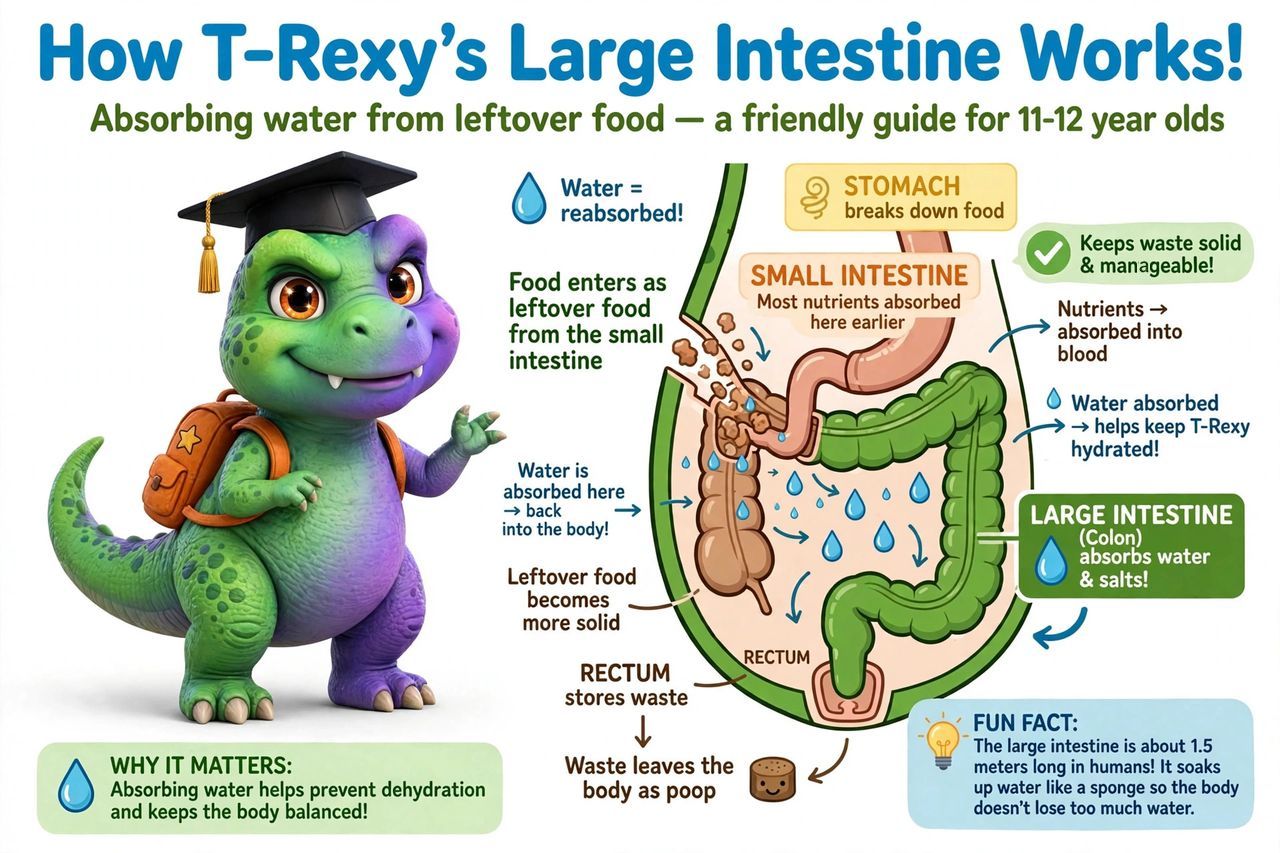 How T-Rexy's Large Intestine Works!
Absorbing water from leftover food — a friendly guide for 11-12 year olds
Water =
reabsorbed!
STOMACH
breaks down food
Keeps waste solid
& manageable!
SMALL INTESTINE
Most nutrients absorbed
here earlier
Food enters as
leftover food
from the small
intestine
Nutrients →
absorbed into
blood
Water absorbed
→ helps keep T-Rexy
hydrated!
Water is
absorbed here
→ back
into the body!
LARGE INTESTINE
(Colon)
absorbs water
& salts!
Leftover food
becomes
more solid
RECTUM
RECTUM
stores waste
Waste leaves the
body as poop
WHY IT MATTERS:
Absorbing water helps prevent dehydration
and keeps the body balanced!
FUN FACT:
The large intestine is about 1.5
meters long in humans! It soaks
up water like a sponge so the body
doesn't lose too much water.